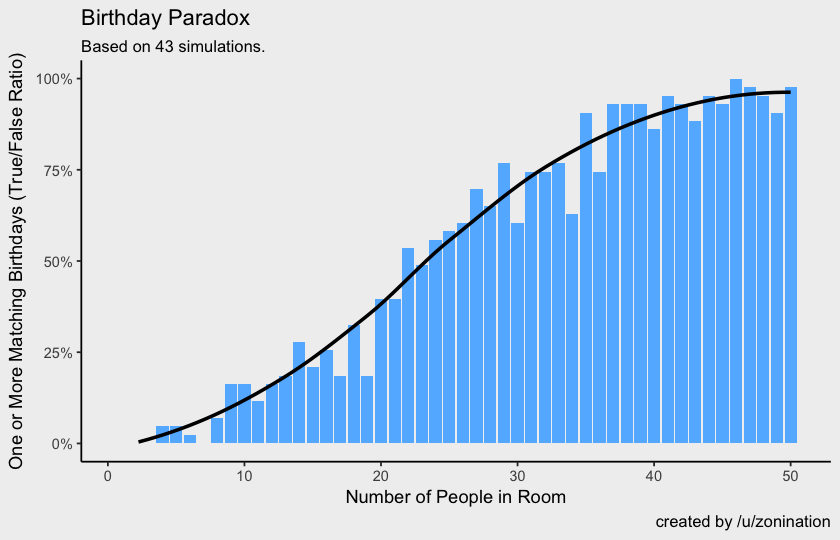 Birthday Paradox
Based on 43 simulations.
One or More Matching Birthdays (True/False Ratio)
100%
75%
50%
25%
0%
0 10 20 30 40 50
Number of People in Room
created by /u/zonination